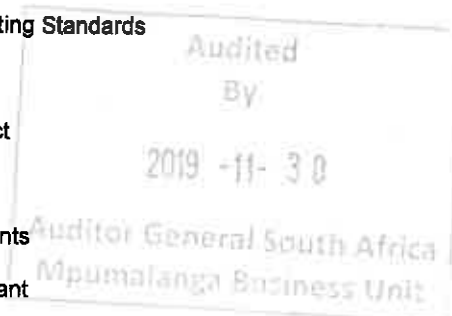 ting Standards
Audited
By
ct
2019 -11- 30
nts
Auditor General South Africa
Mpumalanga Business Unit
ant